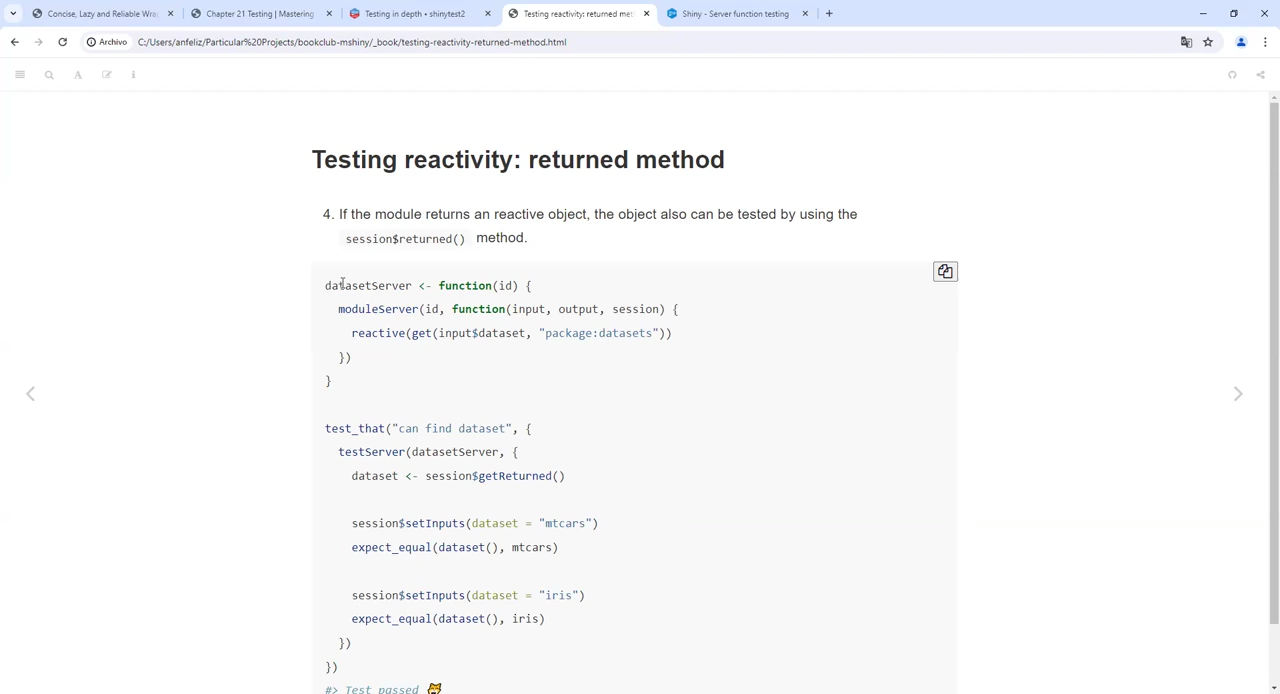 Concise, Lazy and Reliable Wra
Chapter 21 Testing | Mastering
Testing in depth • shinytest2
Testing reactivity: returned met
Shiny - Server function testing
Archivo
C:/Users/anfeliz/Particular%20Projects/bookclub-mshiny/_book/testing-reactivity-returned-method.html
Testing reactivity: returned method
4. If the module returns an reactive object, the object also can be tested by using the
session$returned() method.
datasetServer <- function(id) {
  moduleServer(id, function(input, output, session) {
    reactive(get(input$dataset, "package:datasets"))
  })
}
test_that("can find dataset", {
  testServer(datasetServer, {
    dataset <- session$getReturned()
    session$setInputs(dataset = "mtcars")
    expect_equal(dataset(), mtcars)
    session$setInputs(dataset = "iris")
    expect_equal(dataset(), iris)
  })
})
#> Test passed 😸